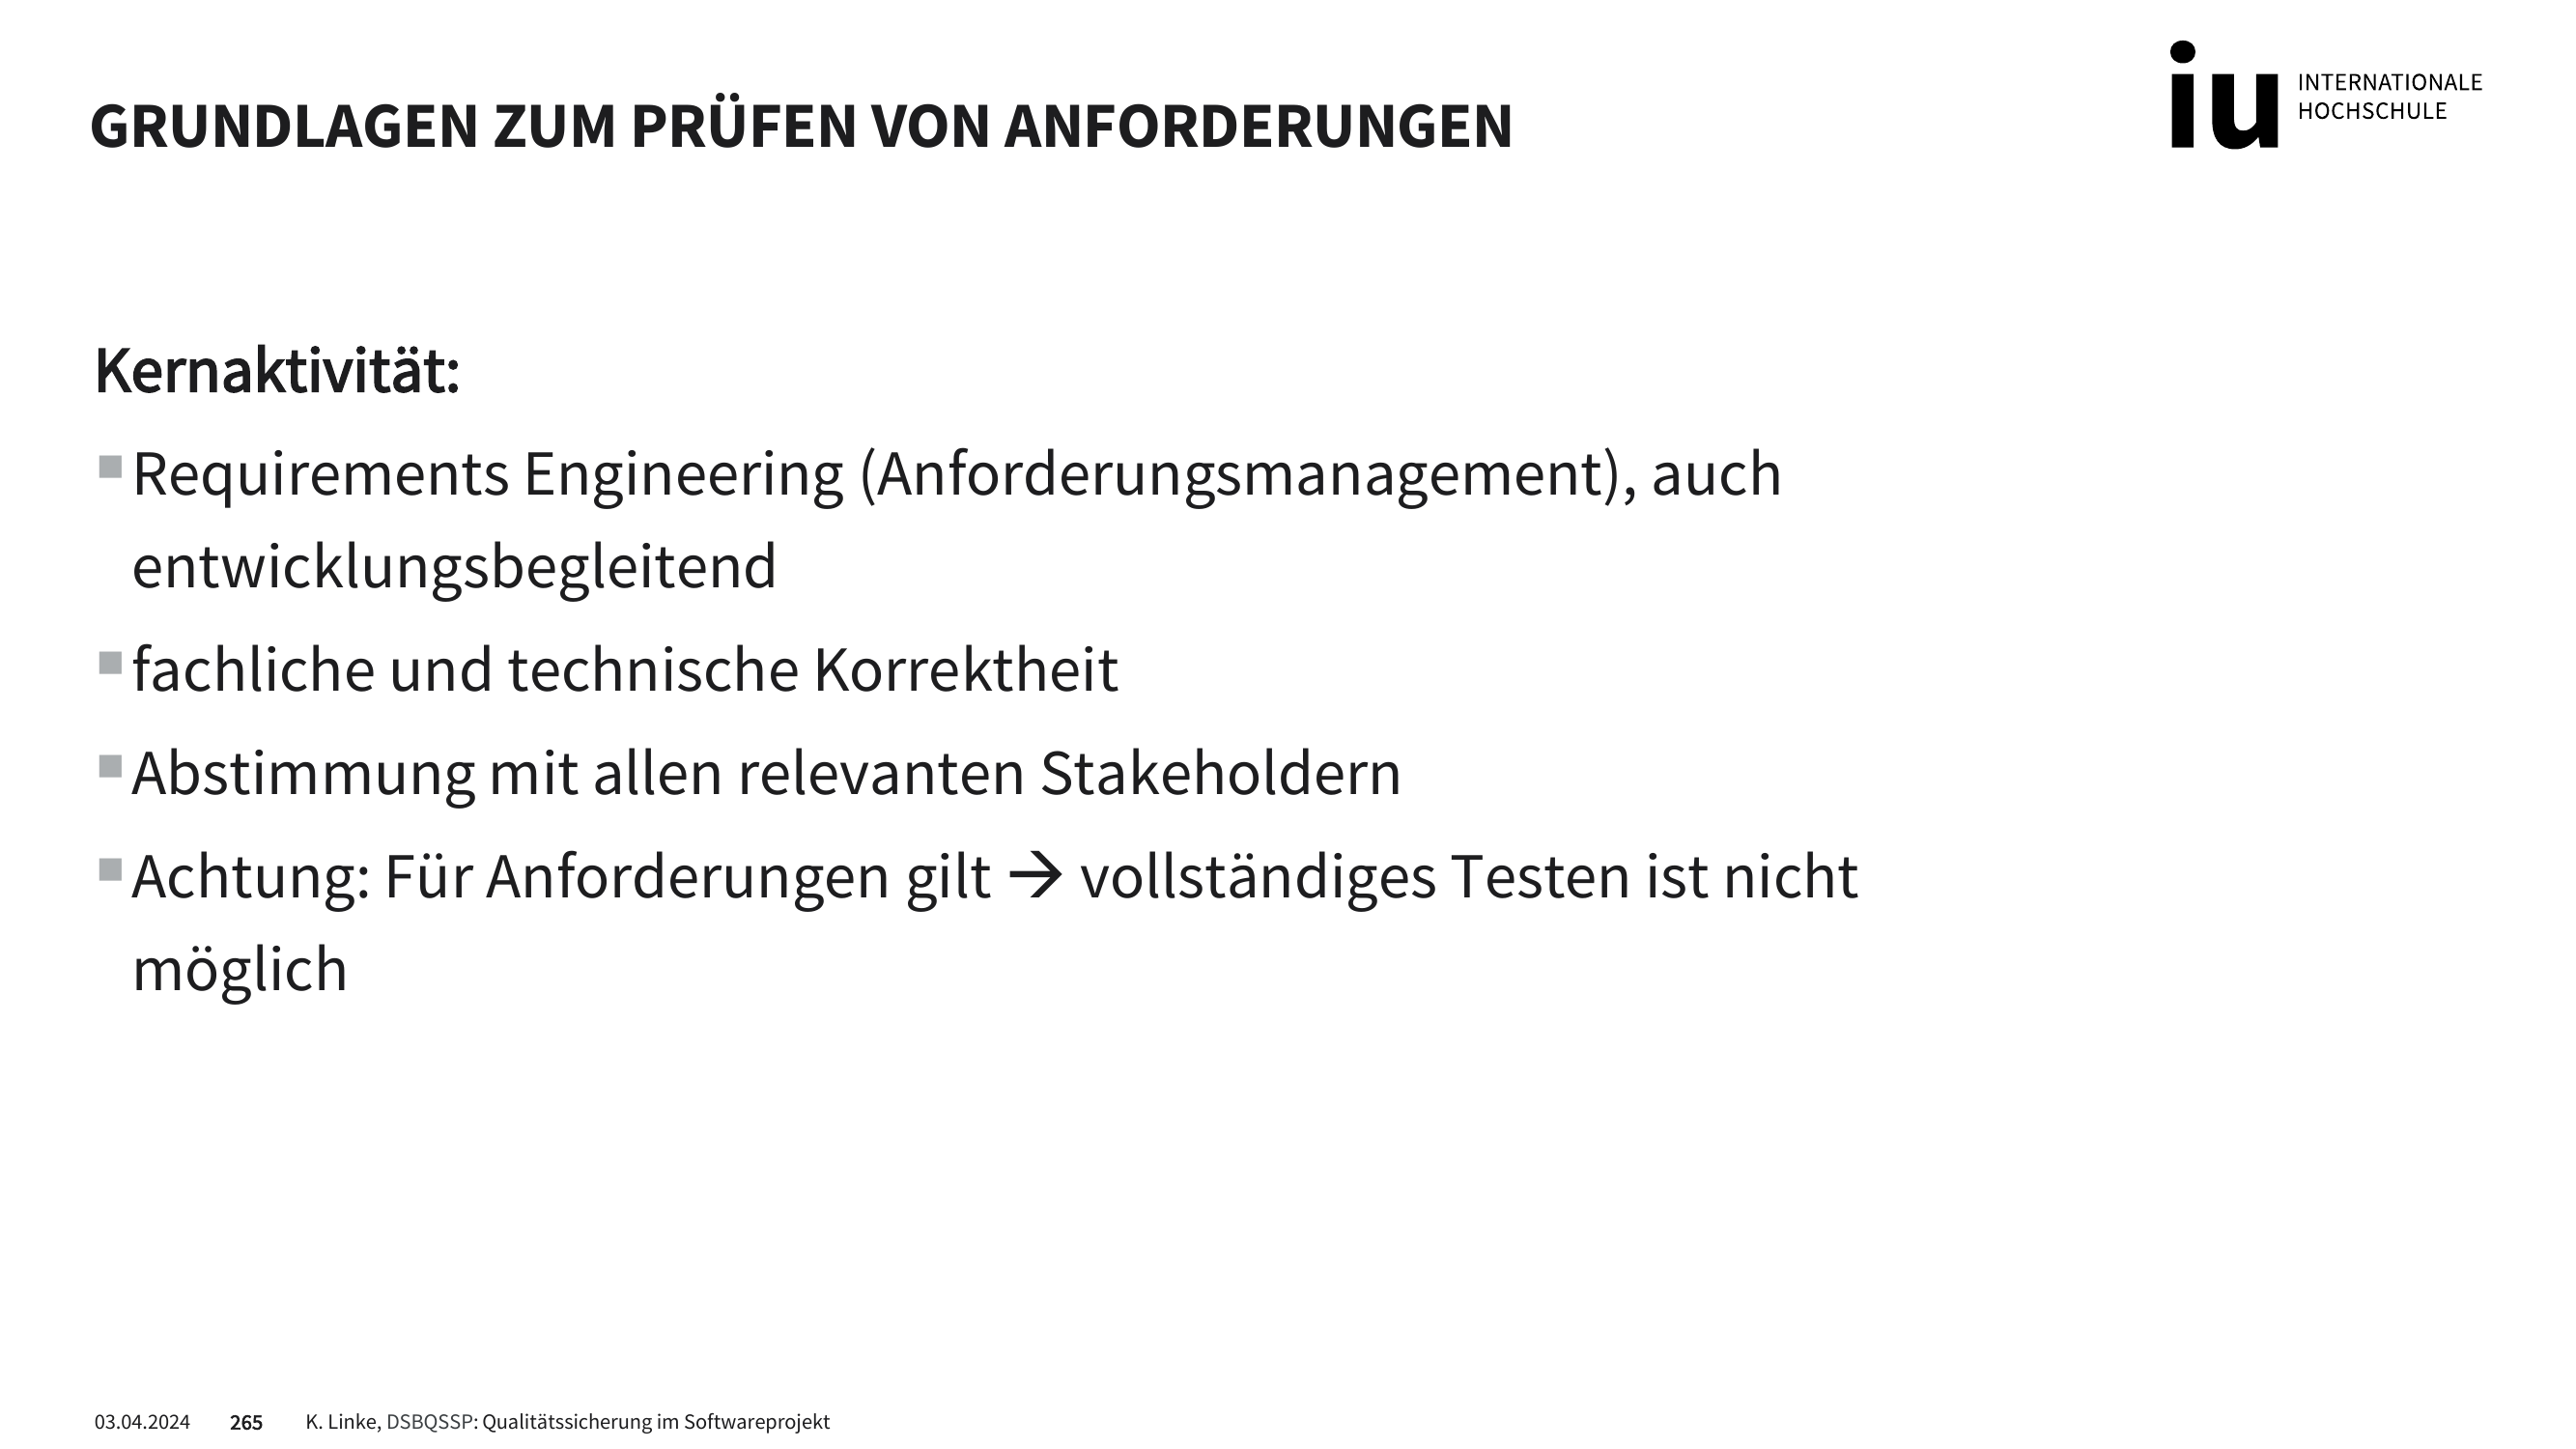 GRUNDLAGEN ZUM PRÜFEN VON ANFORDERUNGEN
iu INTERNATIONALE
HOCHSCHULE
Kernaktivität:
▪ Requirements Engineering (Anforderungsmanagement), auch
entwicklungsbegleitend
▪ fachliche und technische Korrektheit
▪ Abstimmung mit allen relevanten Stakeholdern
▪ Achtung: Für Anforderungen gilt → vollständiges Testen ist nicht
möglich
03.04.2024 265 K. Linke, DSBQSSP: Qualitätssicherung im Softwareprojekt